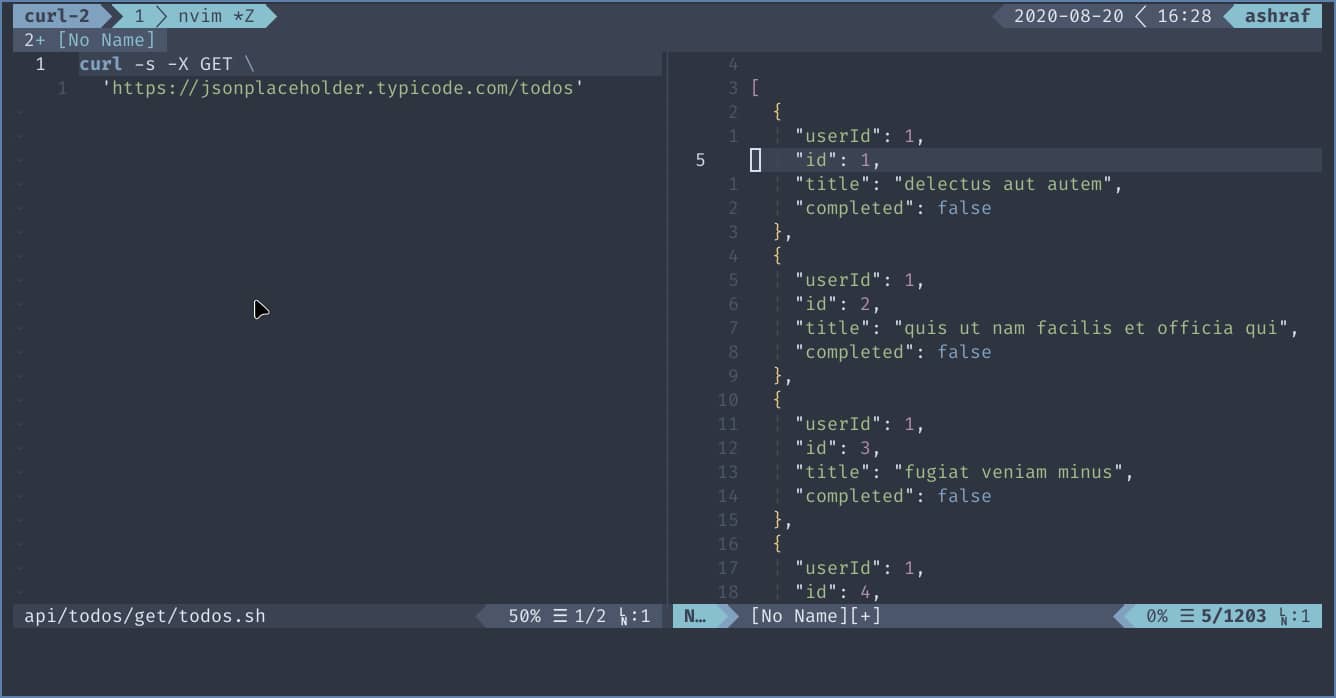 curl-2 1 nvim *Z 2020-08-20 16:28 ashraf
2+ [No Name]
1 curl -s -X GET \
1 'https://jsonplaceholder.typicode.com/todos'
api/todos/get/todos.sh 50% ☰ 1/2 :1
4
3 [
2 {
1 "userId": 1,
5 "id": 1,
1 "title": "delectus aut autem",
2 "completed": false
3 },
4 {
5 "userId": 1,
6 "id": 2,
7 "title": "quis ut nam facilis et officia qui",
8 "completed": false
9 },
10 {
11 "userId": 1,
12 "id": 3,
13 "title": "fugiat veniam minus",
14 "completed": false
15 },
16 {
17 "userId": 1,
18 "id": 4,
N… [No Name][+] 0% ☰ 5/1203 :1